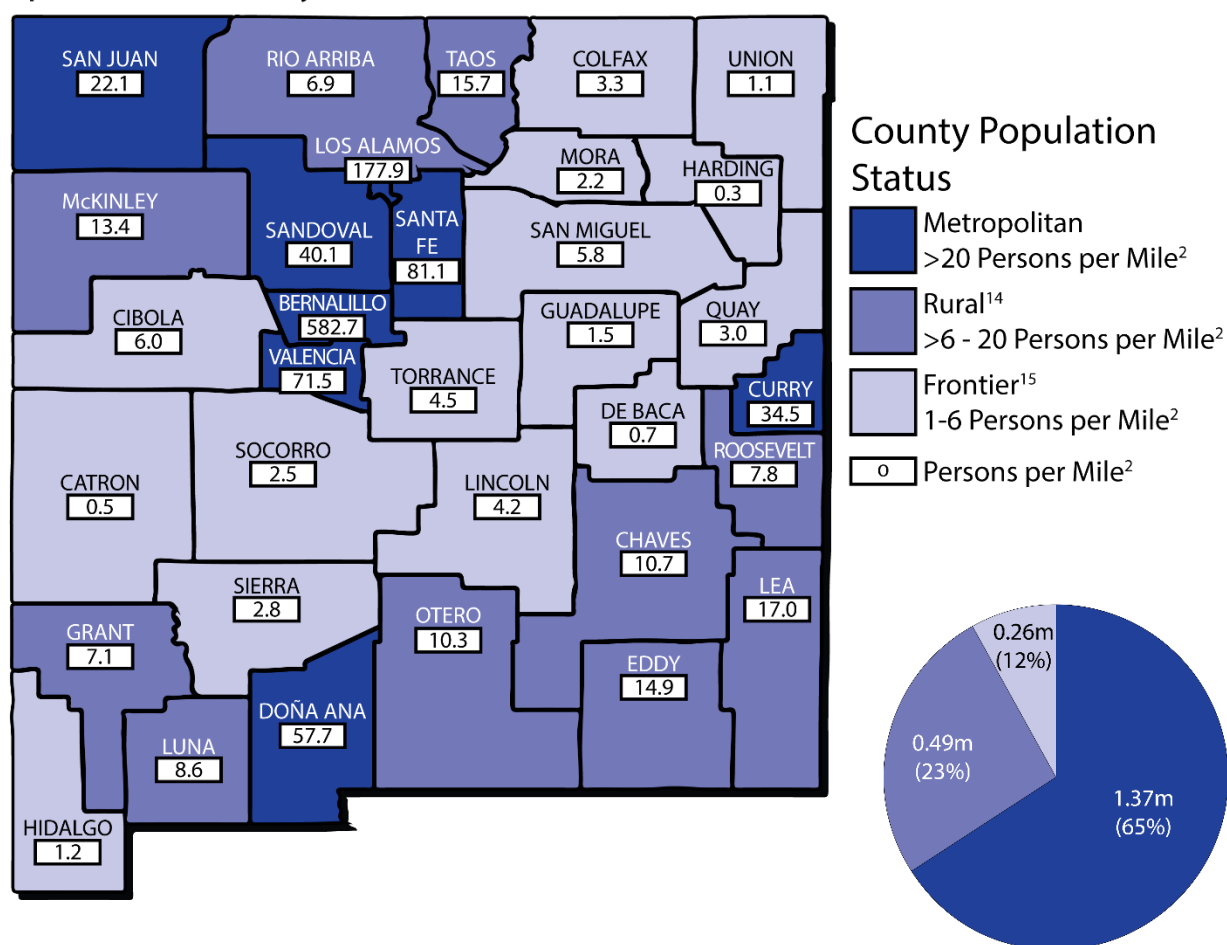 SAN JUAN
22.1
RIO ARRIBA
6.9
TAOS
15.7
COLFAX
3.3
UNION
1.1
LOS ALAMOS
177.9
MORA
2.2
HARDING
0.3
McKINLEY
13.4
SANDOVAL
40.1
SANTA
FE
81.1
SAN MIGUEL
5.8
CIBOLA
6.0
BERNALILLO
582.7
GUADALUPE
1.5
QUAY
3.0
VALENCIA
71.5
TORRANCE
4.5
CURRY
34.5
DE BACA
0.7
ROOSEVELT
7.8
CATRON
0.5
SOCORRO
2.5
LINCOLN
4.2
CHAVES
10.7
SIERRA
2.8
LEA
17.0
GRANT
7.1
OTERO
10.3
EDDY
14.9
DOÑA ANA
57.7
LUNA
8.6
HIDALGO
1.2
County Population
Status
Metropolitan
>20 Persons per Mile²
Rural¹⁴
>6 - 20 Persons per Mile²
Frontier¹⁵
1-6 Persons per Mile²
0 Persons per Mile²
0.26m
(12%)
0.49m
(23%)
1.37m
(65%)